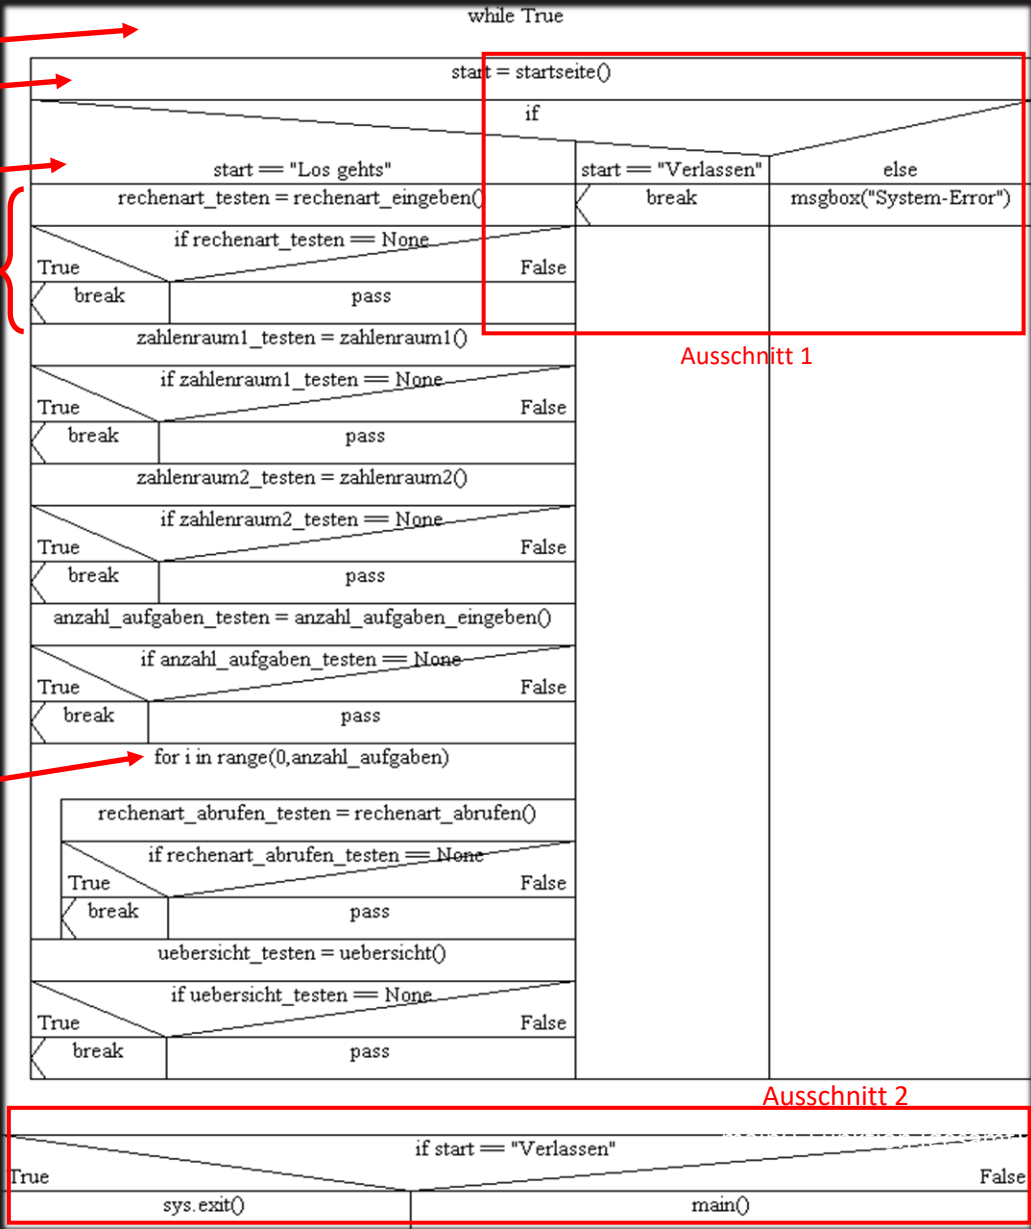 while True
start = startseite()
if
start == "Los gehts" start == "Verlassen" else
rechenart_testen = rechenart_eingeben() break msgbox("System-Error")
if rechenart_testen == None
True False
break pass
zahlenraum1_testen = zahlenraum1()
Ausschnitt 1
if zahlenraum1_testen == None
True False
break pass
zahlenraum2_testen = zahlenraum2()
if zahlenraum2_testen == None
True False
break pass
anzahl_aufgaben_testen = anzahl_aufgaben_eingeben()
if anzahl_aufgaben_testen == None
True False
break pass
for i in range(0,anzahl_aufgaben)
rechenart_abrufen_testen = rechenart_abrufen()
if rechenart_abrufen_testen == None
True False
break pass
uebersicht_testen = uebersicht()
if uebersicht_testen == None
True False
break pass
Ausschnitt 2
if start == "Verlassen"
True False
sys.exit() main()